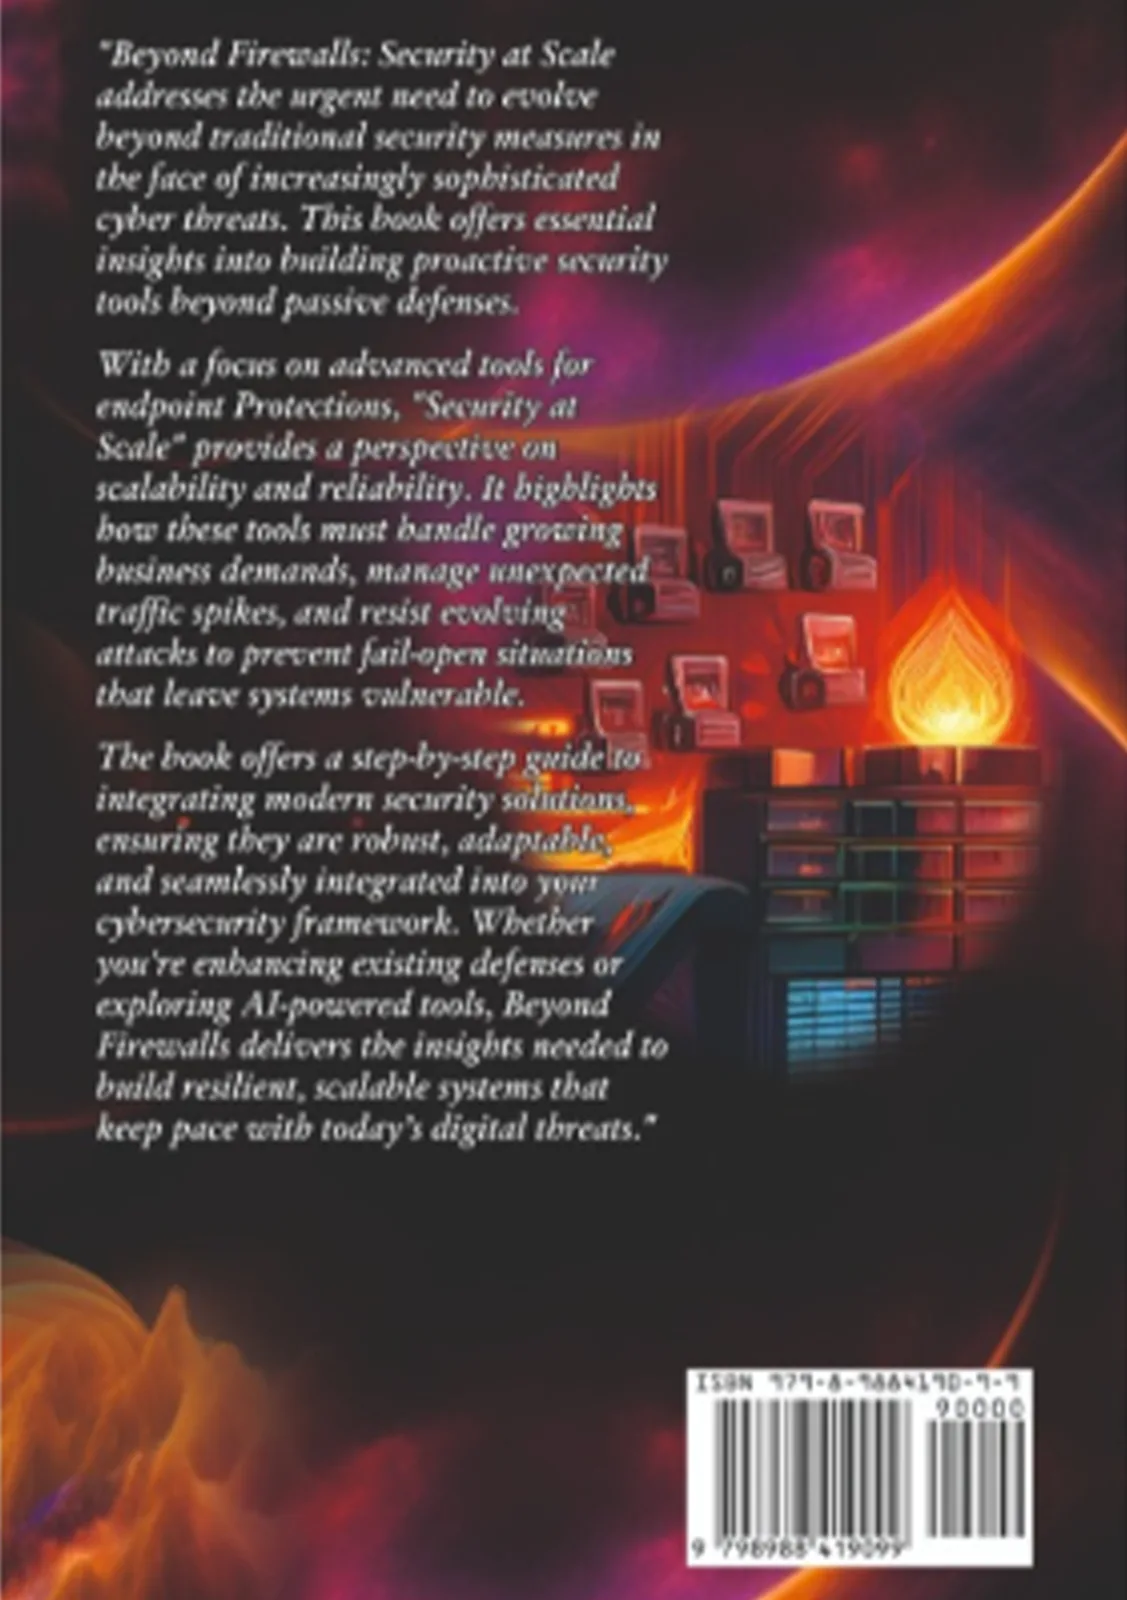 "Beyond Firewalls: Security at Scale
addresses the urgent need to evolve
beyond traditional security measures in
the face of increasingly sophisticated
cyber threats. This book offers essential
insights into building proactive security
tools beyond passive defenses.
With a focus on advanced tools for
endpoint Protections, "Security at
Scale" provides a perspective on
scalability and reliability. It highlights
how these tools must handle growing
business demands, manage unexpected
traffic spikes, and resist evolving
attacks to prevent fail-open situations
that leave systems vulnerable.
The book offers a step-by-step guide to
integrating modern security solutions,
ensuring they are robust, adaptable,
and seamlessly integrated into your
cybersecurity framework. Whether
you're enhancing existing defenses or
exploring AI-powered tools, Beyond
Firewalls delivers the insights needed to
build resilient, scalable systems that
keep pace with today's digital threats."
ISBN 979-8-9884190-9-9
90000
9 798988 419099